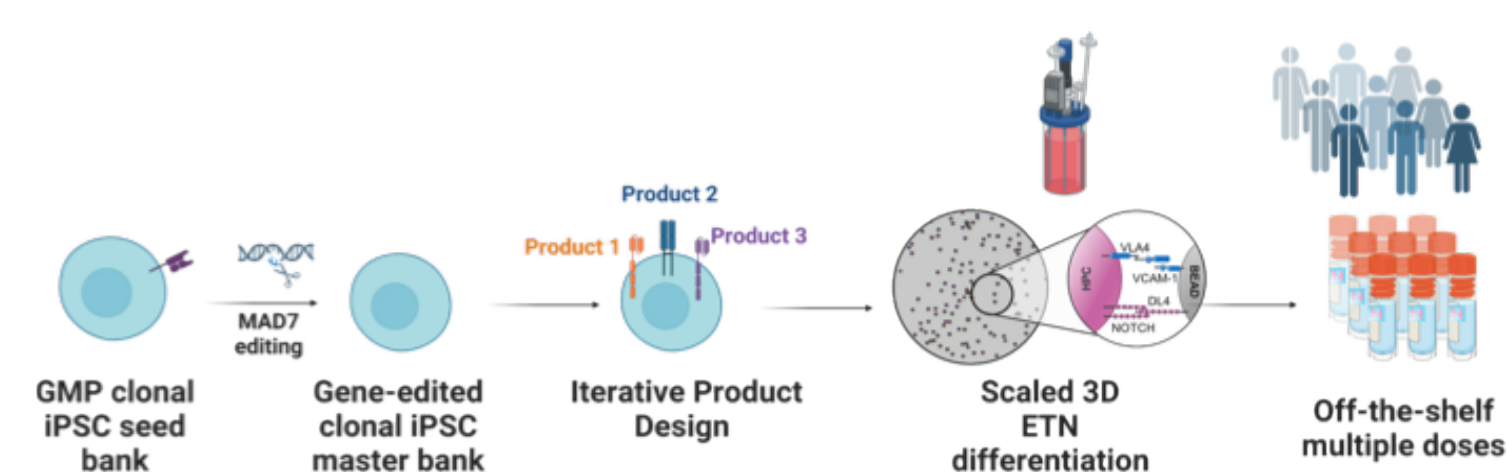 Product 2
Product 1
Product 3
MAD7
editing
HPC
VLA4
VCAM-1
DL4
NOTCH
BEAD
GMP clonal
iPSC seed
bank
Gene-edited
clonal iPSC
master bank
Iterative Product
Design
Scaled 3D
ETN
differentiation
Off-the-shelf
multiple doses